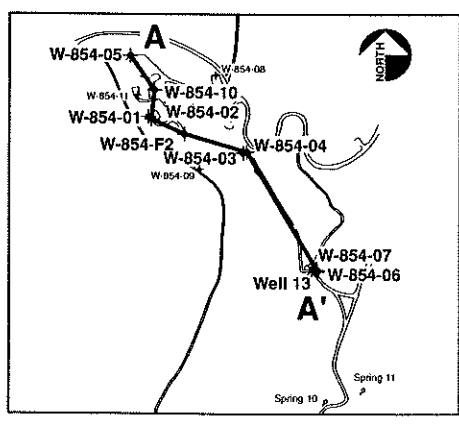 A
W-854-05
W-854-08
NORTH
W-854-10
W-854-11
W-854-02
W-854-01
W-854-F2
W-854-04
W-854-03
W-854-09
W-854-07
Well 13
W-854-06
A'
Spring 11
Spring 10